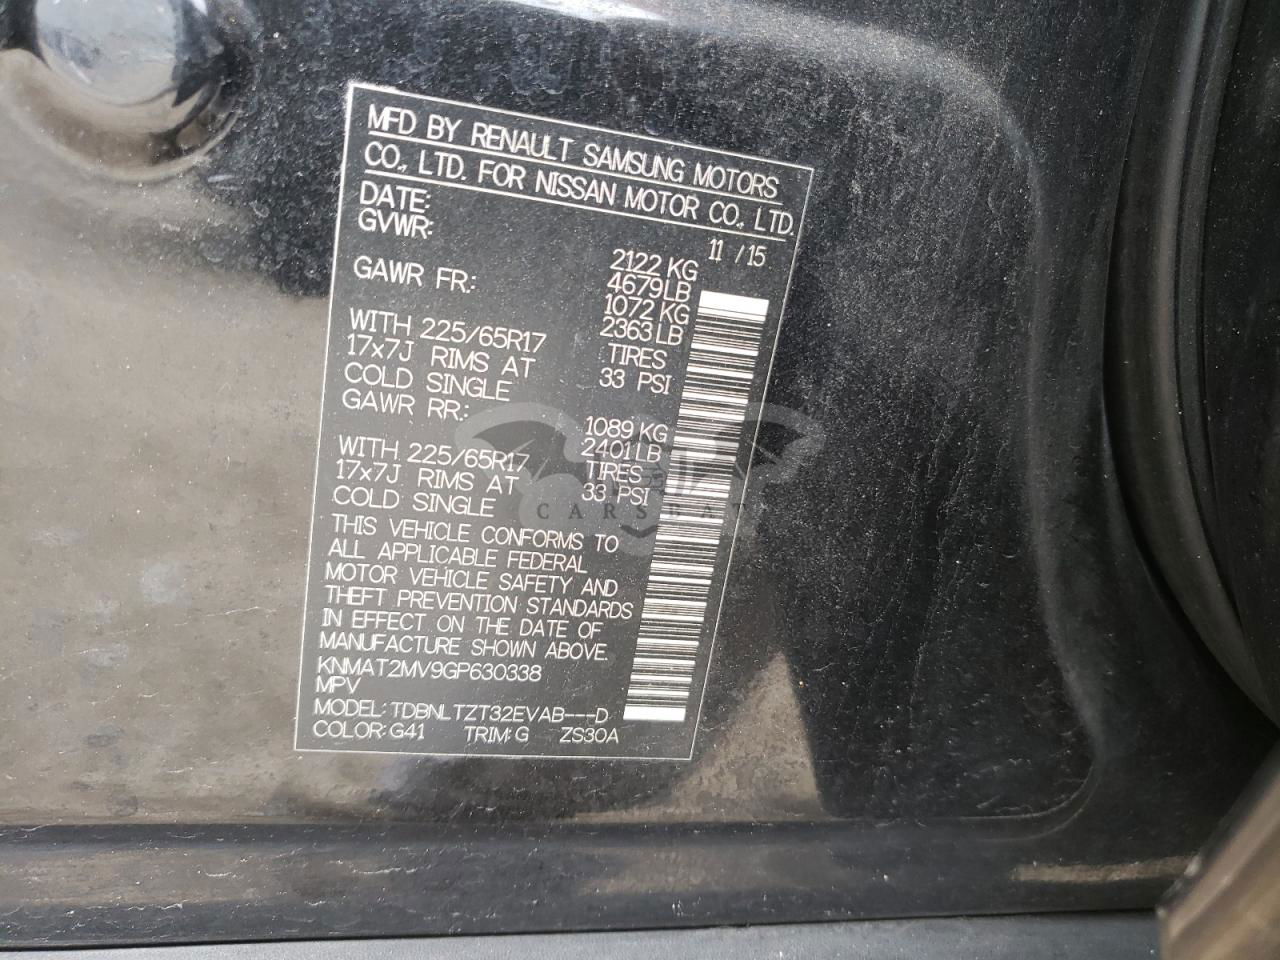 MFD BY RENAULT SAMSUNG MOTORS
CO., LTD. FOR NISSAN MOTOR CO., LTD.
DATE: 11 /15
GVWR: 2122 KG
4679LB
GAWR FR.: 1072 KG
2363LB
WITH 225/65R17 TIRES
17x7J RIMS AT 33 PSI
COLD SINGLE
GAWR RR.: 1089 KG
2401LB
WITH 225/65R17 TIRES
17x7J RIMS AT 33 PSI
COLD SINGLE
THIS VEHICLE CONFORMS TO
ALL APPLICABLE FEDERAL
MOTOR VEHICLE SAFETY AND
THEFT PREVENTION STANDARDS
IN EFFECT ON THE DATE OF
MANUFACTURE SHOWN ABOVE.
KNMAT2MV9GP630338
MPV
MODEL: TDBNLTZT32EVAB---D
COLOR: G41 TRIM: G ZS30A
CARSBAT